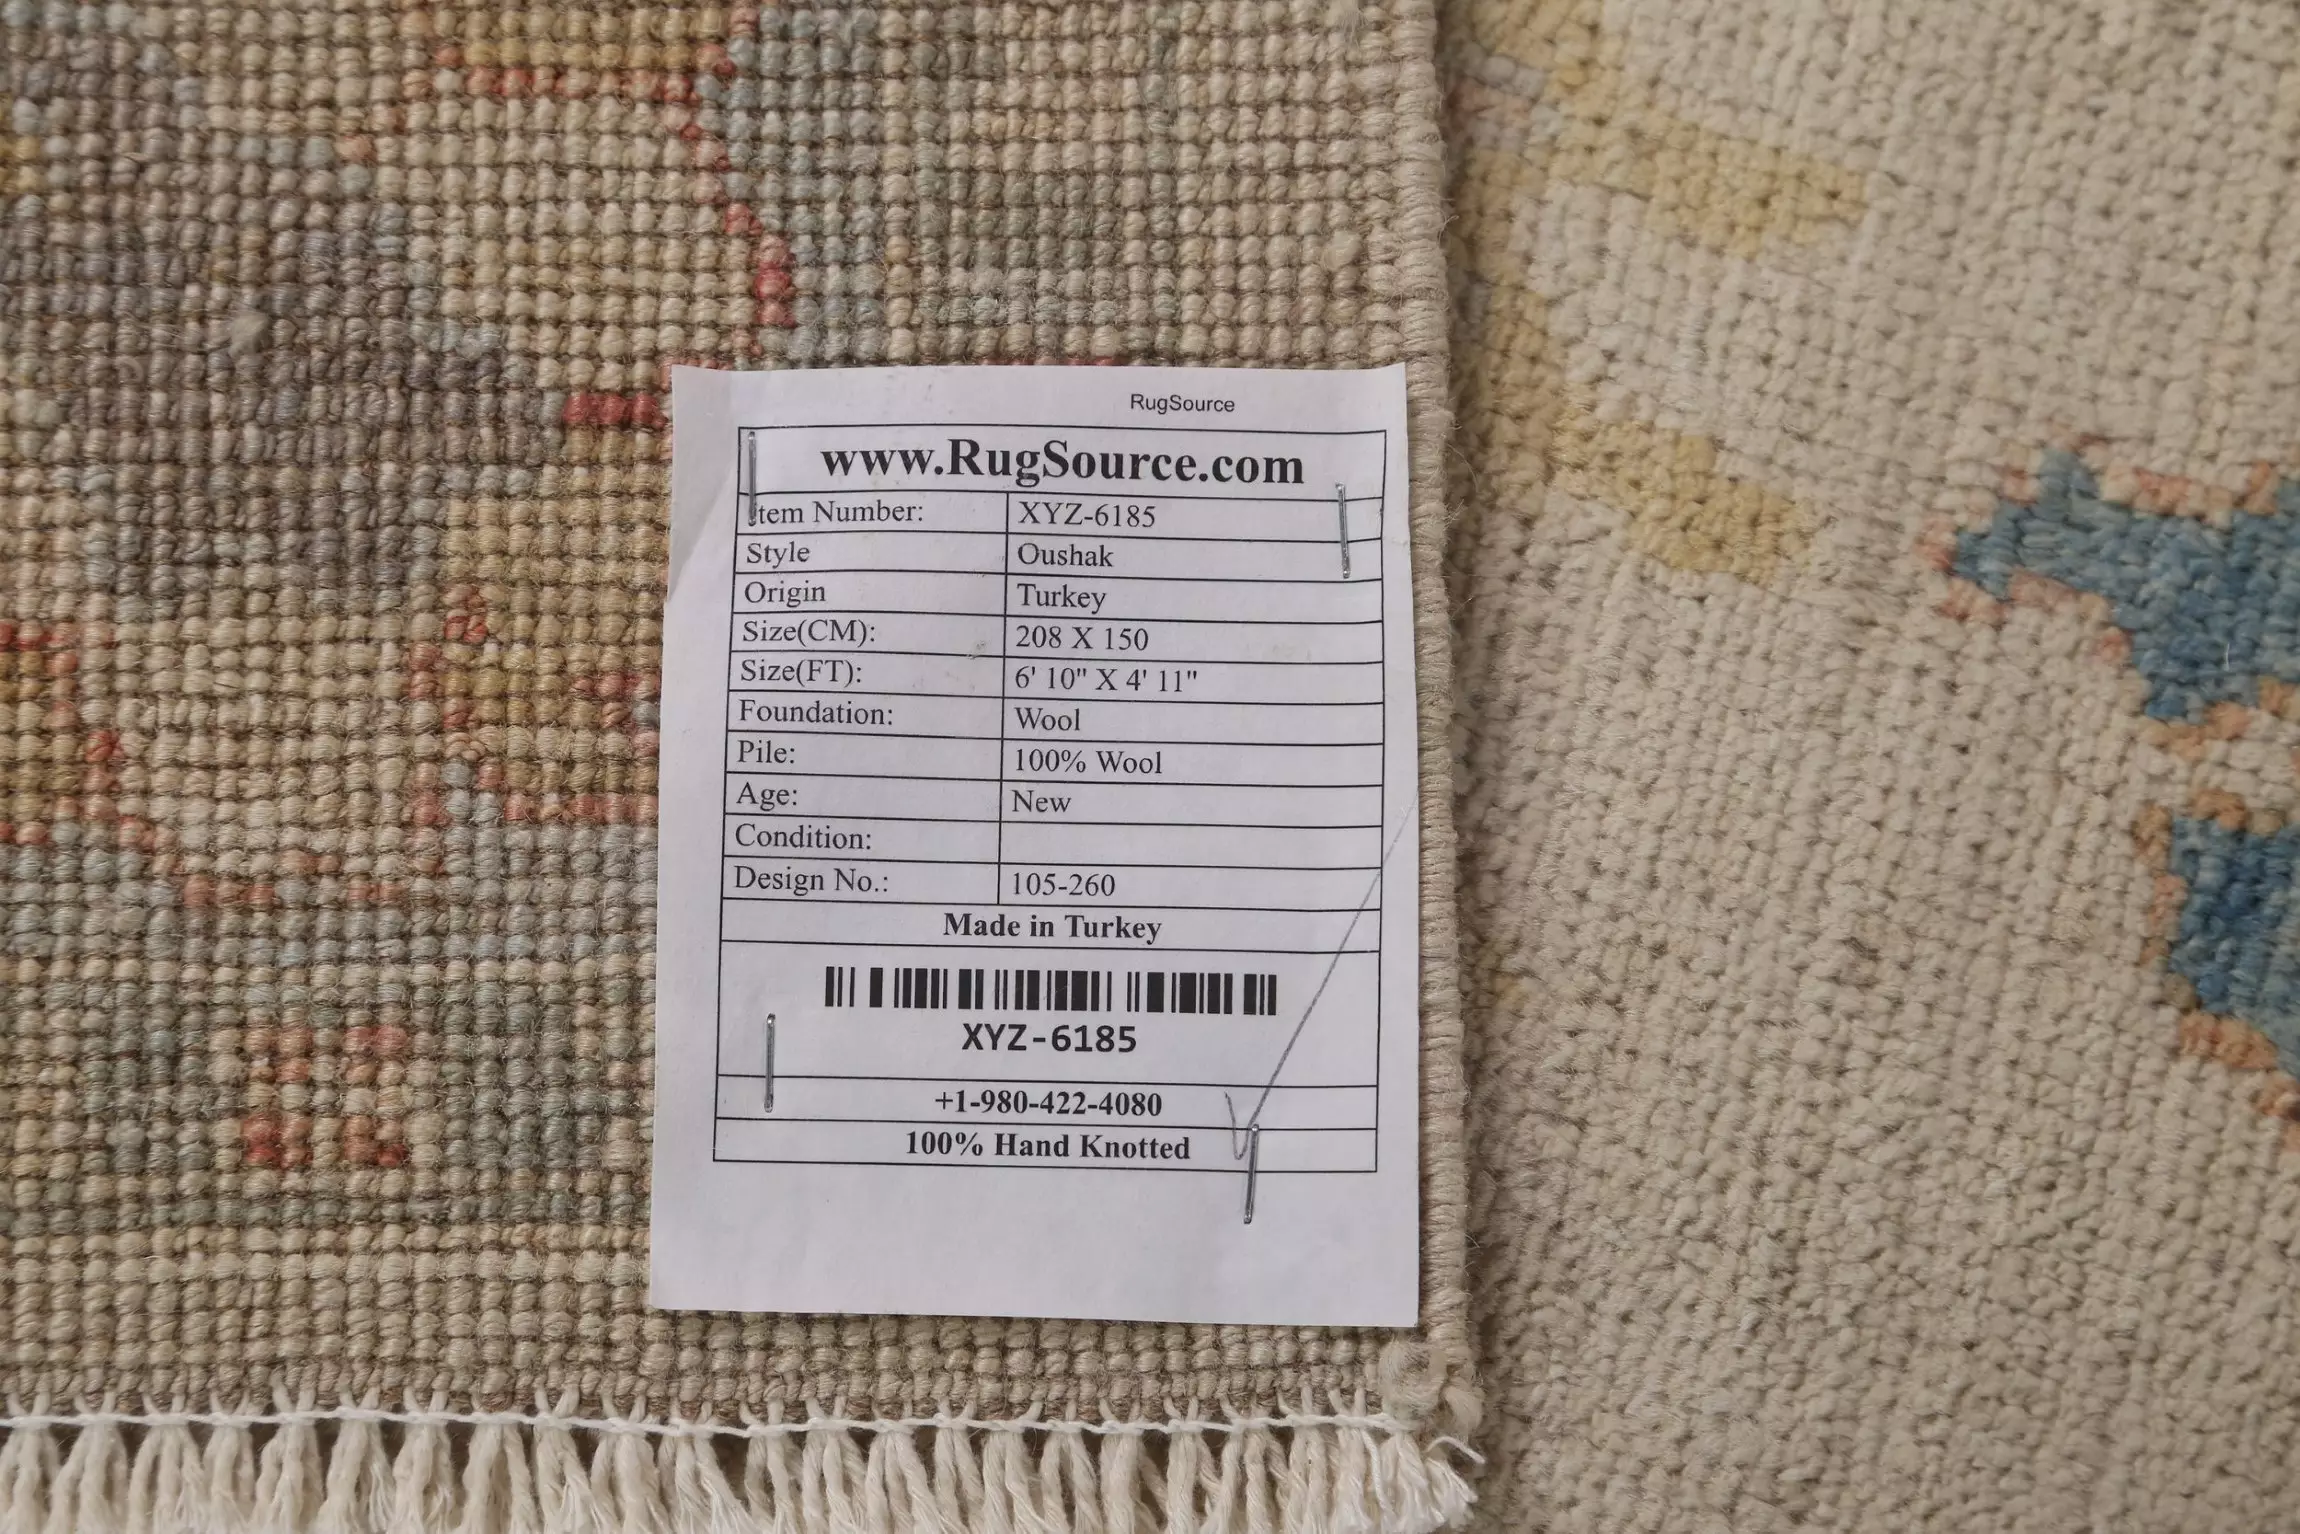 RugSource
www.RugSource.com
Item Number: XYZ-6185
Style Oushak
Origin Turkey
Size(CM): 208 X 150
Size(FT): 6' 10" X 4' 11"
Foundation: Wool
Pile: 100% Wool
Age: New
Condition:
Design No.: 105-260
Made in Turkey
XYZ-6185
+1-980-422-4080
100% Hand Knotted